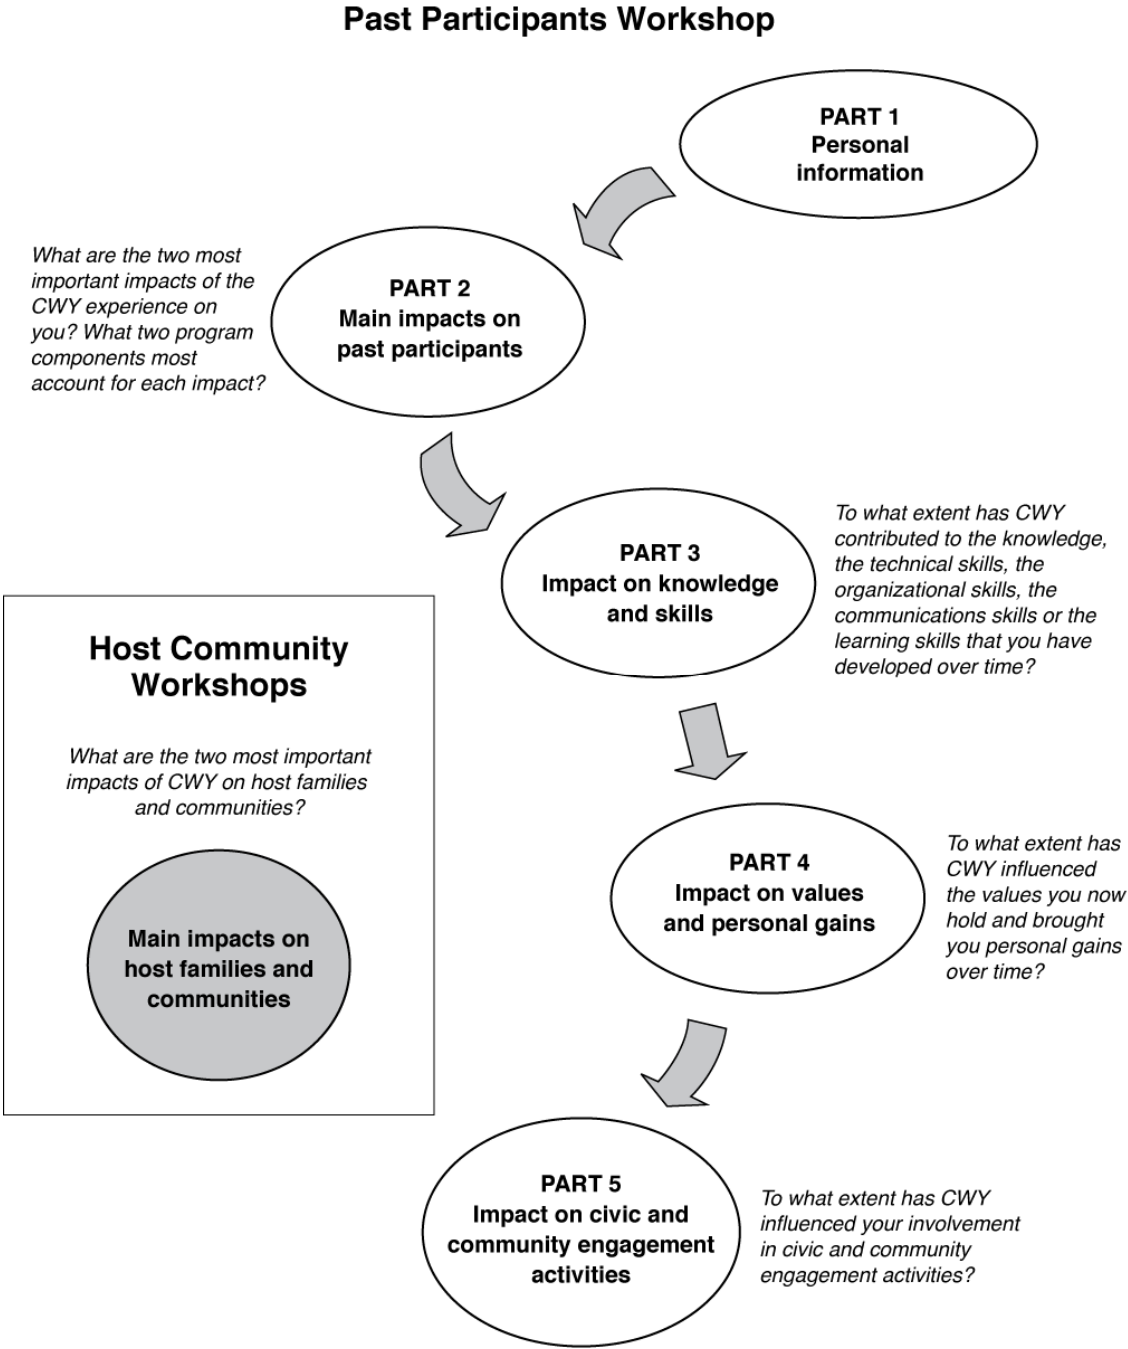 Past Participants Workshop
PART 1
Personal
information
What are the two most
important impacts of the
CWY experience on
you? What two program
components most
account for each impact?
PART 2
Main impacts on
past participants
PART 3
Impact on knowledge
and skills
To what extent has CWY
contributed to the knowledge,
the technical skills, the
organizational skills, the
communications skills or the
learning skills that you have
developed over time?
Host Community
Workshops
What are the two most important
impacts of CWY on host families
and communities?
Main impacts on
host families and
communities
PART 4
Impact on values
and personal gains
To what extent has
CWY influenced
the values you now
hold and brought
you personal gains
over time?
PART 5
Impact on civic and
community engagement
activities
To what extent has CWY
influenced your involvement
in civic and community
engagement activities?